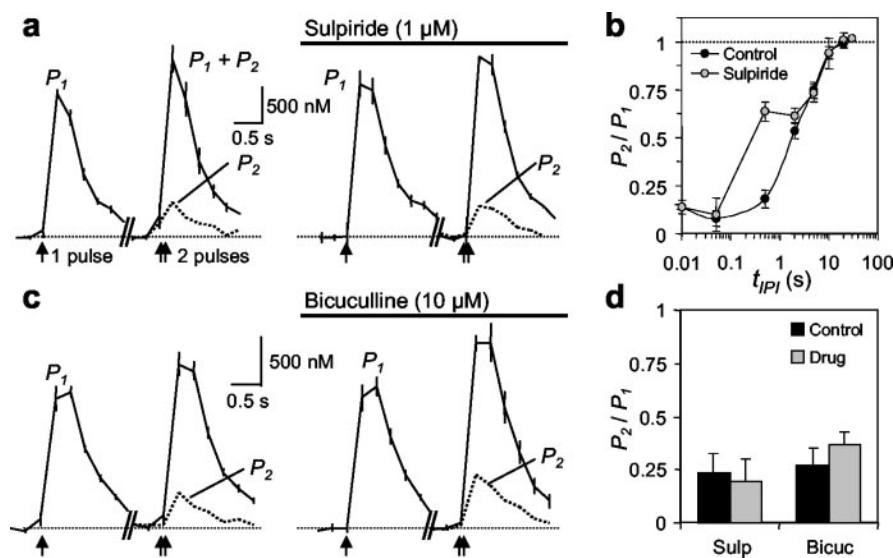 a
Sulpiride (1 µM)
P1
P1 + P2
500 nM
0.5 s
P2
1 pulse
2 pulses
P1
P2
b
Control
Sulpiride
P2 / P1
1
0.75
0.5
0.25
0
0.01
0.1
1
10
100
tIPI (s)
c
Bicuculline (10 µM)
P1
500 nM
0.5 s
P2
P1
P2
d
Control
Drug
P2 / P1
1
0.75
0.5
0.25
0
Sulp
Bicuc